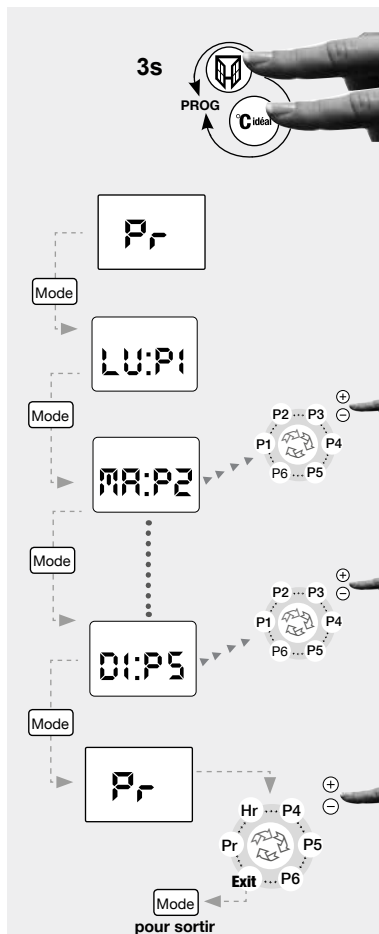 3s
PROG
°C idéal
Pr
Mode
LU:P1
Mode
P2 ... P3
P1 P4
P6 ... P5
+
-
MA:P2
Mode
P2 ... P3
P1 P4
P6 ... P5
+
-
DI:P5
Mode
Pr
Hr ... P4
Pr P5
Exit ... P6
+
-
Mode
pour sortir